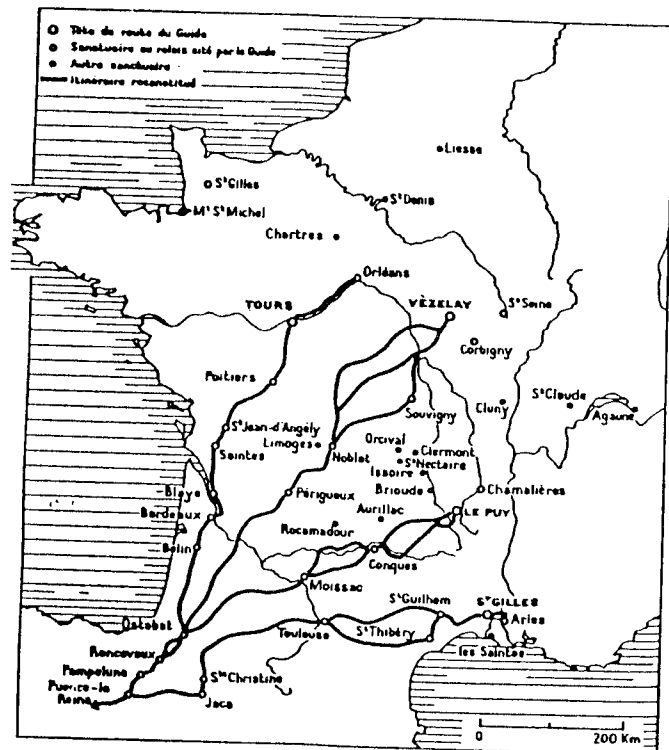 Tête de route du Guide
Sanctuaire ou relais cité par le Guide
Autre sanctuaire
Itinéraire
Liesse
Sᵗ Gilles
Sᵗ Denis
Mᵗ Sᵗ Michel
Chartres
Orléans
TOURS
VÈZELAY
Sᵗ Seine
Corbigny
Poitiers
Souvigny
Cluny
Sᵗ Claude
Agaune
Sᵗ Jean-d'Angély
Limoges
Saintes
Noblat
Orcival
Clermont
Sᵗ Nectaire
Issoire
Brioude
Chamalières
Blaye
Périgueux
Bordeaux
Aurillac
LE PUY
Rocamadour
Belin
Conques
Moissac
Sᵗ Guilhem
Sᵗ GILLES
Ostabat
Toulouse
Sᵗ Thibéry
Arles
les Saintes
Roncevaux
Pampelune
Sᵗᵉ Christine
Puente-la
Reina
Jaca
0 200 Km